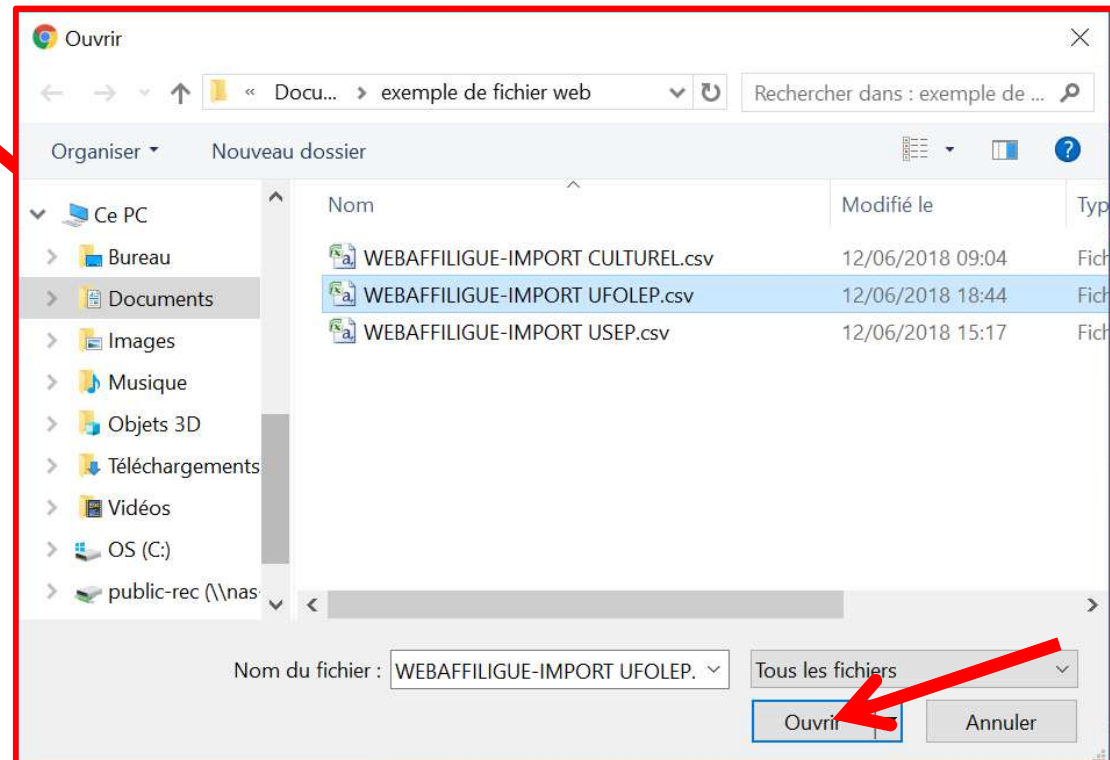 Ouvrir
« Docu... > exemple de fichier web
Rechercher dans : exemple de ...
Organiser Nouveau dossier
?
Ce PC
Bureau
Documents
Images
Musique
Objets 3D
Téléchargements
Vidéos
OS (C:)
public-rec (\\nas-
Nom Modifié le Typ
WEBAFFILIGUE-IMPORT CULTUREL.csv 12/06/2018 09:04 Fich
WEBAFFILIGUE-IMPORT UFOLEP.csv 12/06/2018 18:44 Fich
WEBAFFILIGUE-IMPORT USEP.csv 12/06/2018 15:17 Fich
Nom du fichier : WEBAFFILIGUE-IMPORT UFOLEP. Tous les fichiers
Ouvrir Annuler